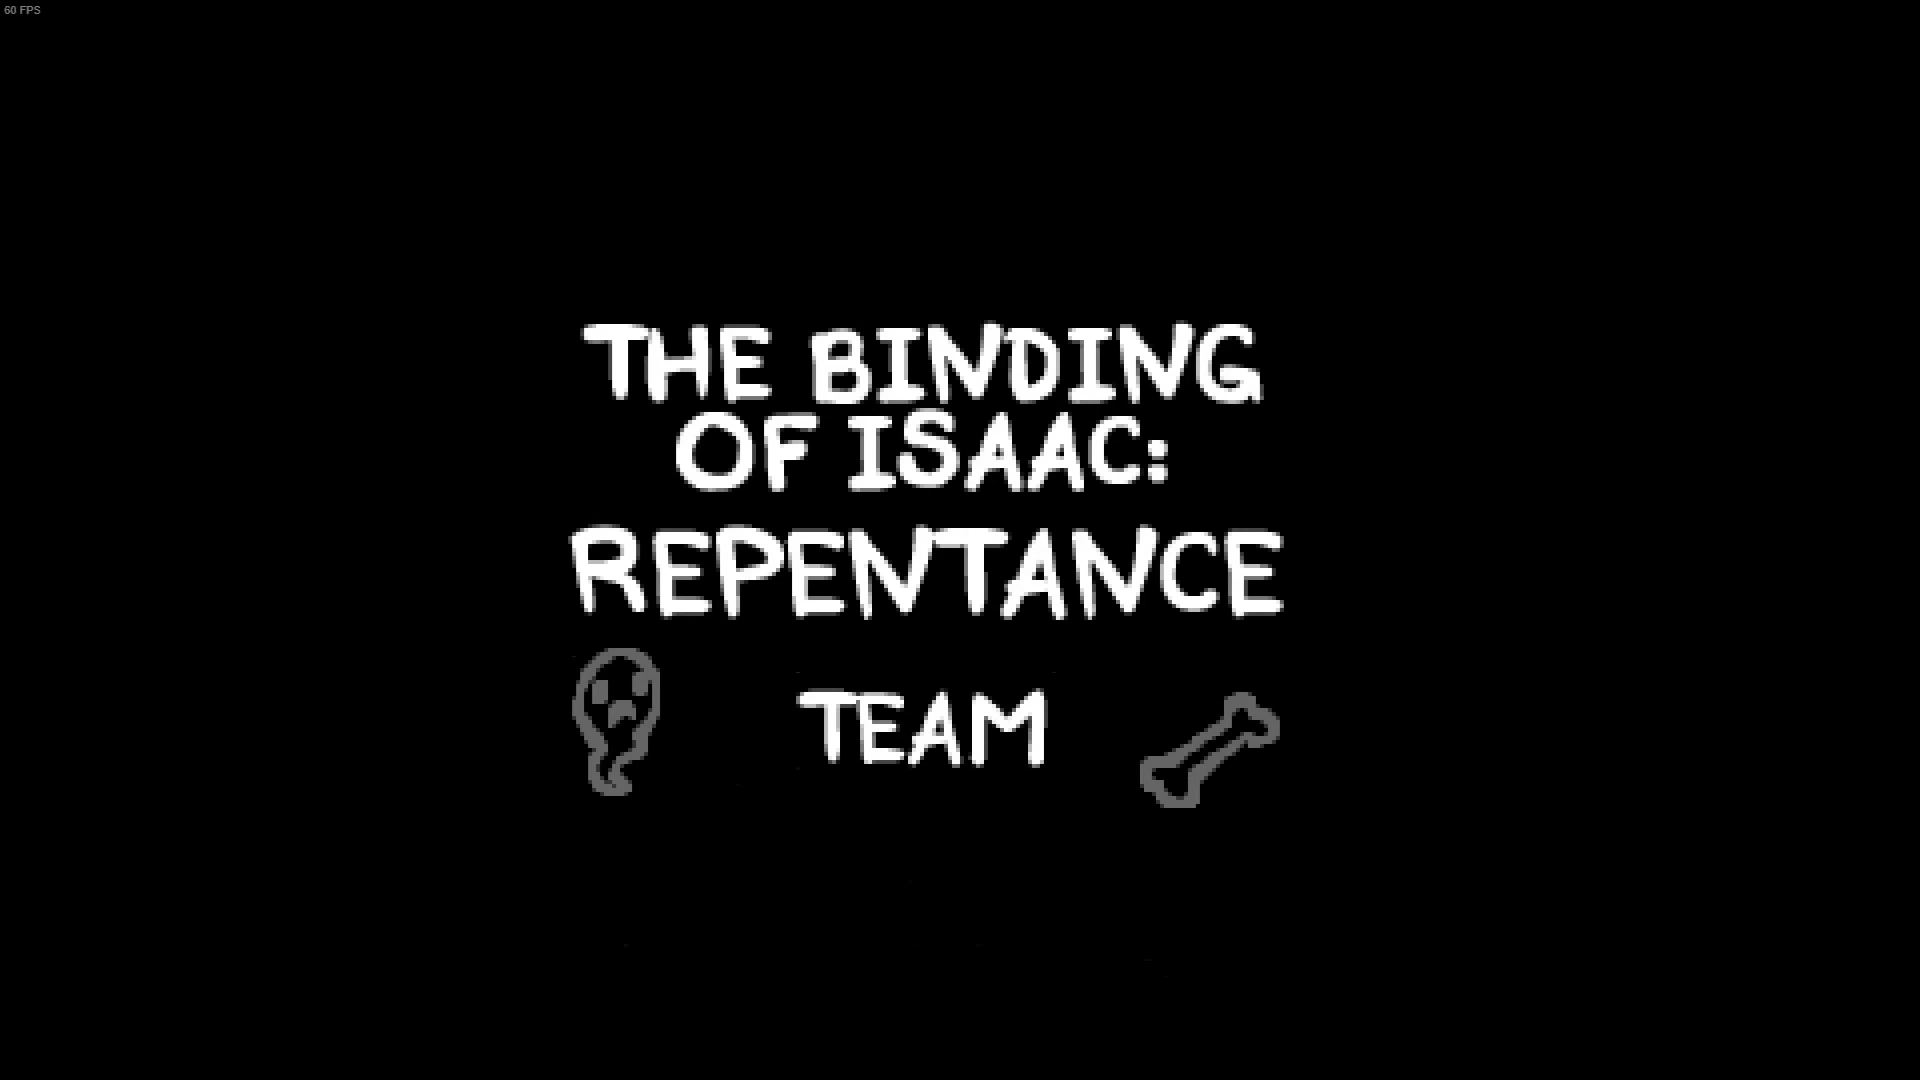 60 FPS
THE BINDING
OF ISAAC:
REPENTANCE
TEAM